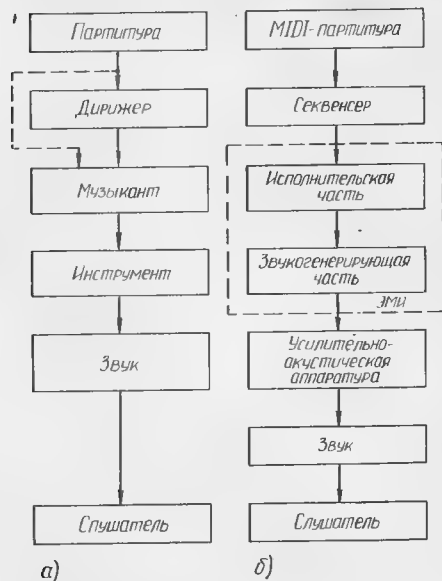 Партитура
Дирижер
Музыкант
Инструмент
Звук
Слушатель
а)
MIDI-партитура
Секвенсер
Исполнительская
часть
Звукогенерирующая
часть
ЭМИ
Усилительно-
акустическая
аппаратура
Звук
Слушатель
б)